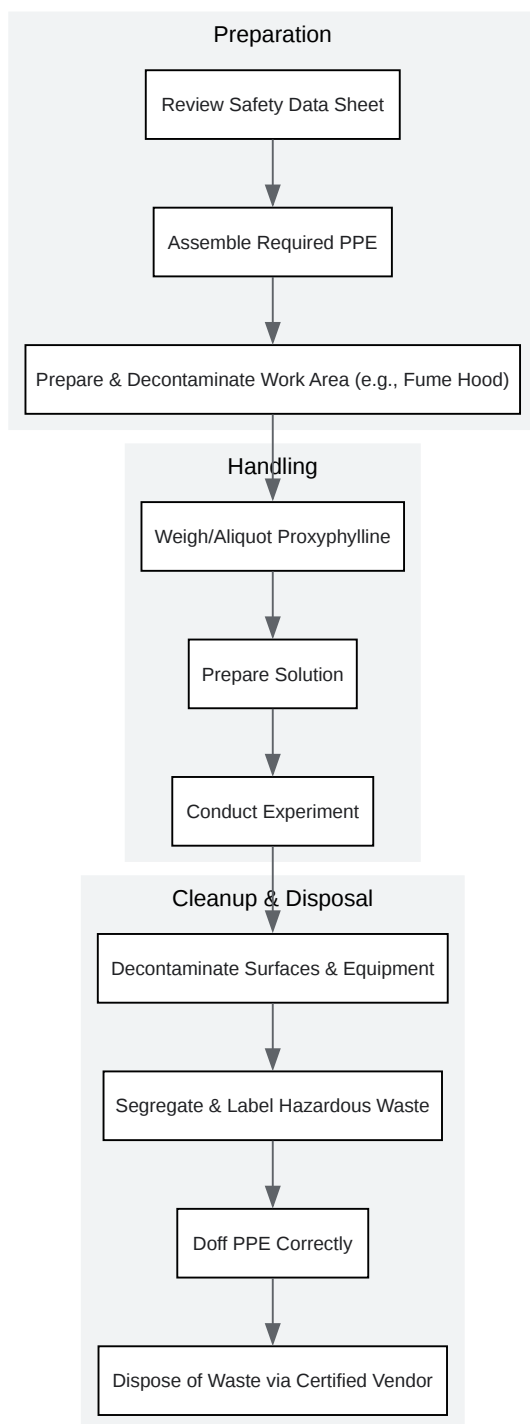 Preparation
Review Safety Data Sheet
Assemble Required PPE
Prepare & Decontaminate Work Area (e.g., Fume Hood)
Handling
Weigh/Aliquot Proxyphylline
Prepare Solution
Conduct Experiment
Cleanup & Disposal
Decontaminate Surfaces & Equipment
Segregate & Label Hazardous Waste
Doff PPE Correctly
Dispose of Waste via Certified Vendor